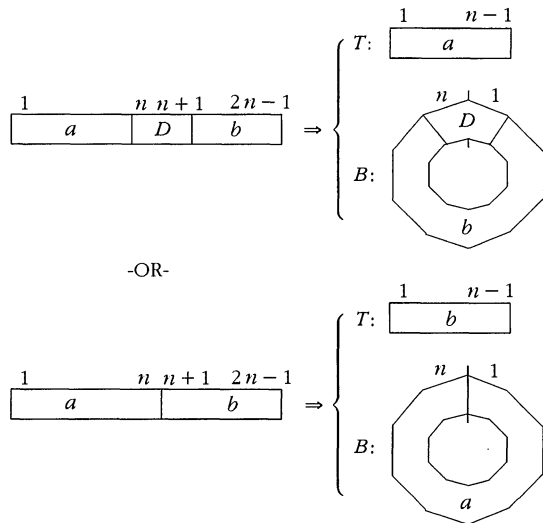 1 n-1
T: a
1 n n+1 2n-1
a D b
⇒
n 1
D
B:
b
-OR-
1 n-1
T: b
1 n n+1 2n-1
a b
⇒
n 1
B:
a